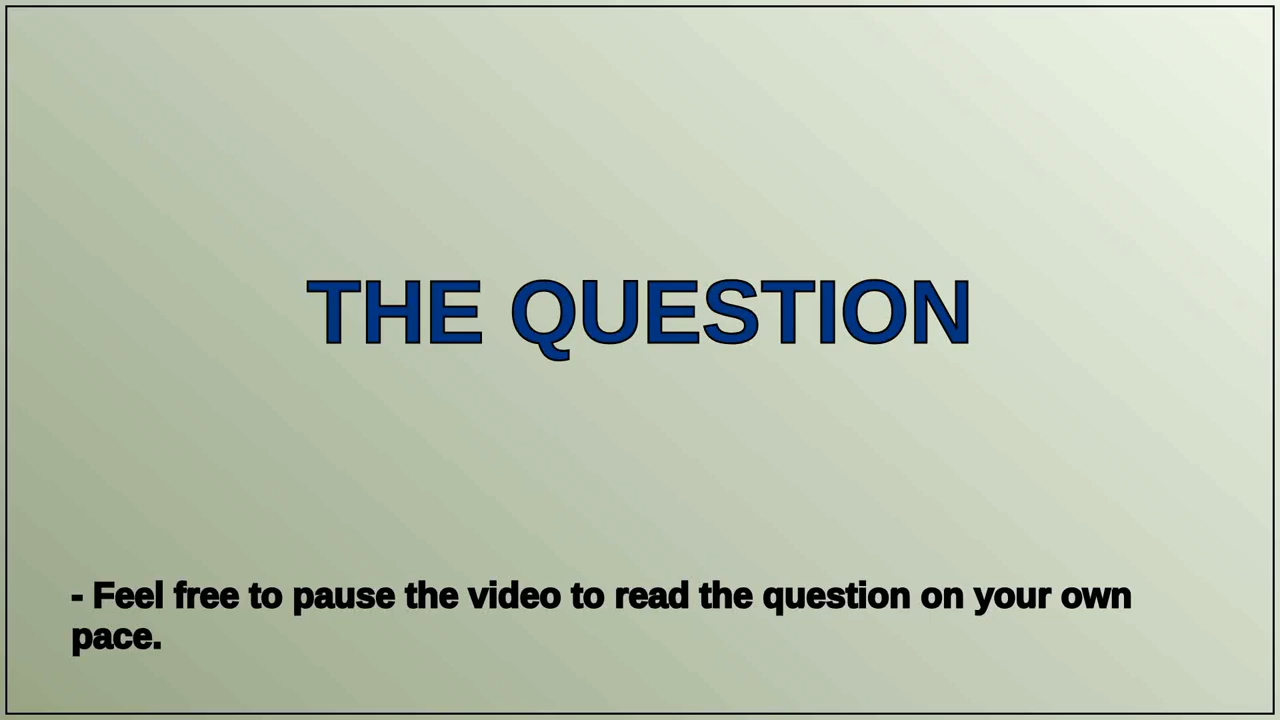 THE QUESTION
- Feel free to pause the video to read the question on your own
pace.